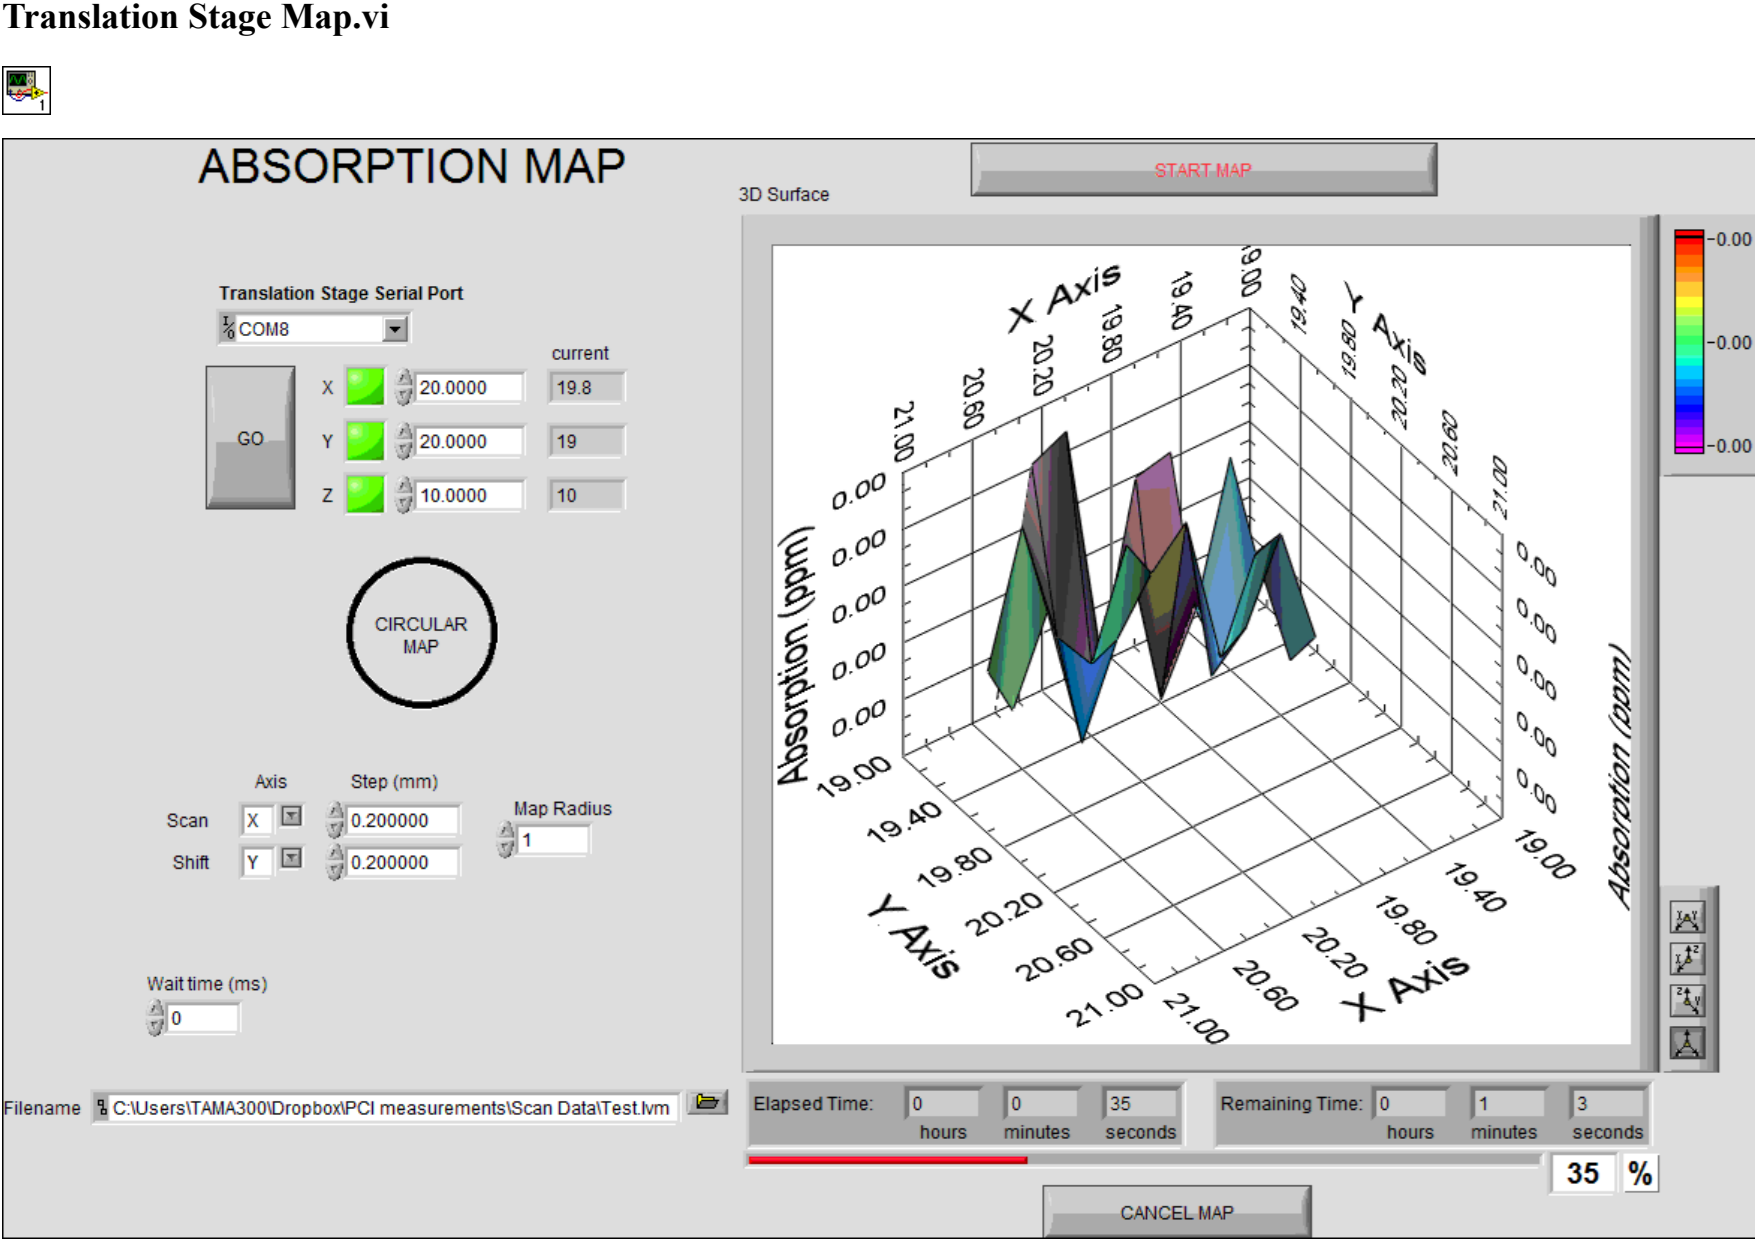 Translation Stage Map.vi
1
ABSORPTION MAP
START MAP
3D Surface
Translation Stage Serial Port
COM8
current
GO
X 20.0000 19.8
Y 20.0000 19
Z 10.0000 10
CIRCULAR
MAP
Axis Step (mm)
Map Radius
Scan X 0.200000
1
Shift Y 0.200000
Wait time (ms)
0
Filename C:\Users\TAMA300\Dropbox\PCI measurements\Scan Data\Test.lvm
X Axis
21.00 20.60 20.20 19.80 19.40 19.00
Y Axis
19.40 19.80 20.20 20.60 21.00
Absorption (ppm)
0.00
0.00
0.00
0.00
0.00
0.00
0.00
0.00
0.00
0.00
Absorption (ppm)
19.00
19.40
19.80
20.20
20.60
21.00
Y Axis
21.00
20.60
20.20
19.80
19.40
19.00
X Axis
-0.00
-0.00
-0.00
Elapsed Time: 0 0 35
hours minutes seconds
Remaining Time: 0 1 3
hours minutes seconds
35 %
CANCEL MAP